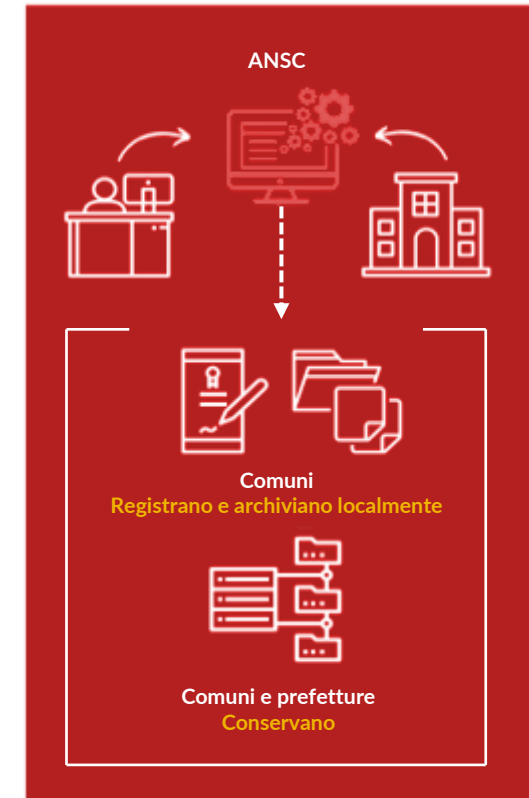 ANSC
Comuni
Registrano e archiviano localmente
Comuni e prefetture
Conservano